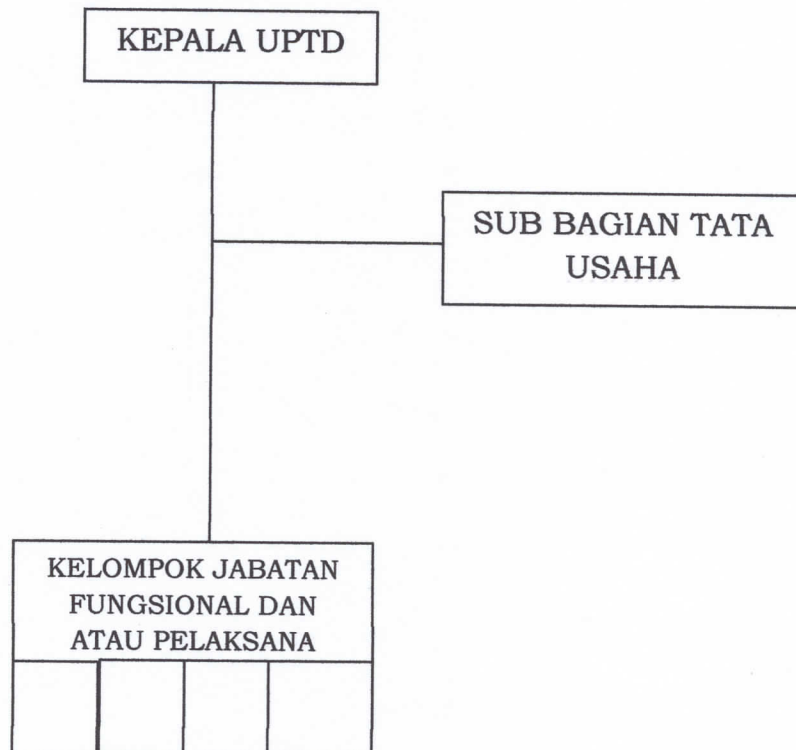 KEPALA UPTD
SUB BAGIAN TATA
USAHA
KELOMPOK JABATAN
FUNGSIONAL DAN
ATAU PELAKSANA